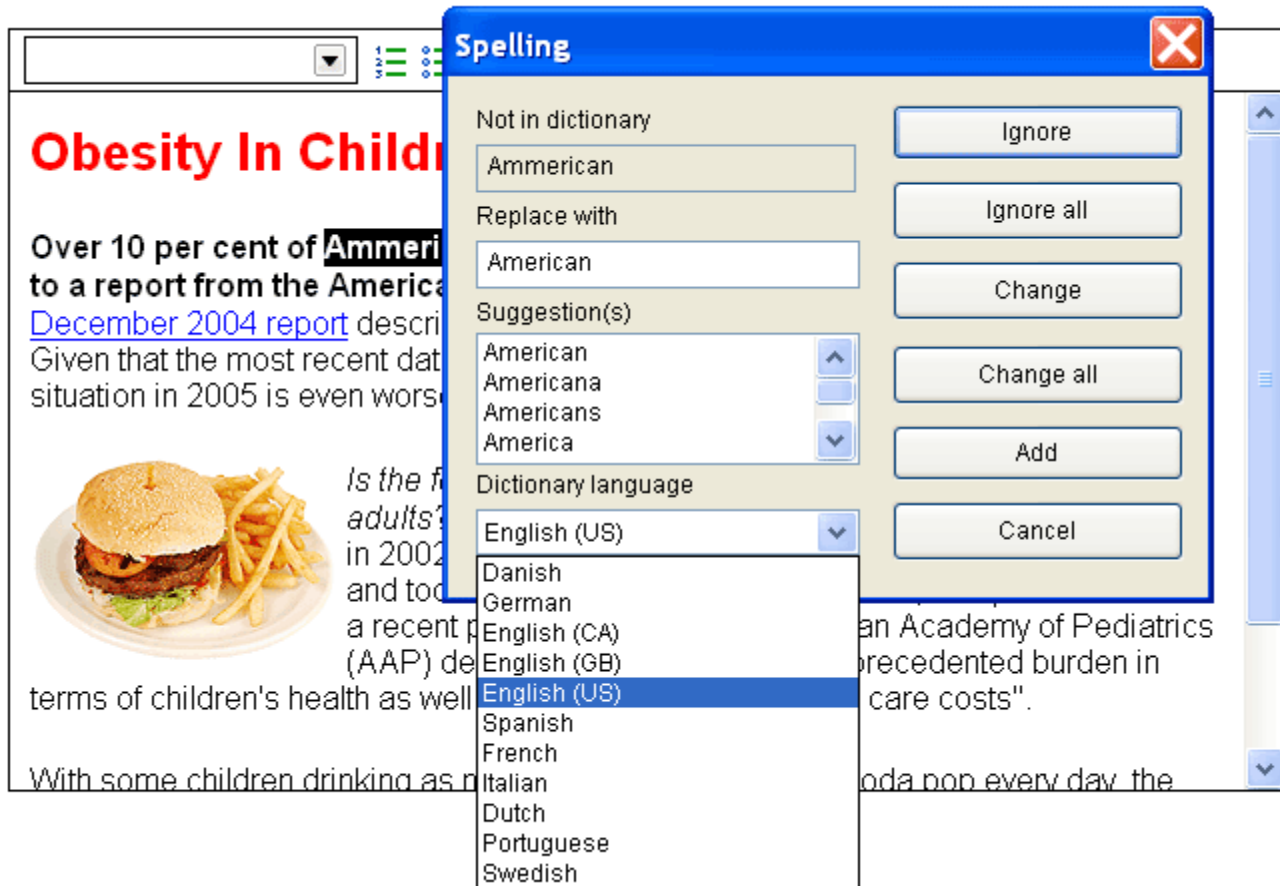 Spelling
Obesity In Child
Over 10 per cent of Ammeri
to a report from the America
December 2004 report descri
Given that the most recent dat
situation in 2005 is even worse
Is the f
adults?
in 2002
and too
a recent p
an Academy of Pediatrics
(AAP) de
precedented burden in
terms of children's health as well
care costs".
With some children drinking as m
oda pop every day, the
Not in dictionary
Ammerican
Replace with
American
Suggestion(s)
American
Americana
Americans
America
Dictionary language
English (US)
Danish
German
English (CA)
English (GB)
English (US)
Spanish
French
Italian
Dutch
Portuguese
Swedish
Ignore
Ignore all
Change
Change all
Add
Cancel